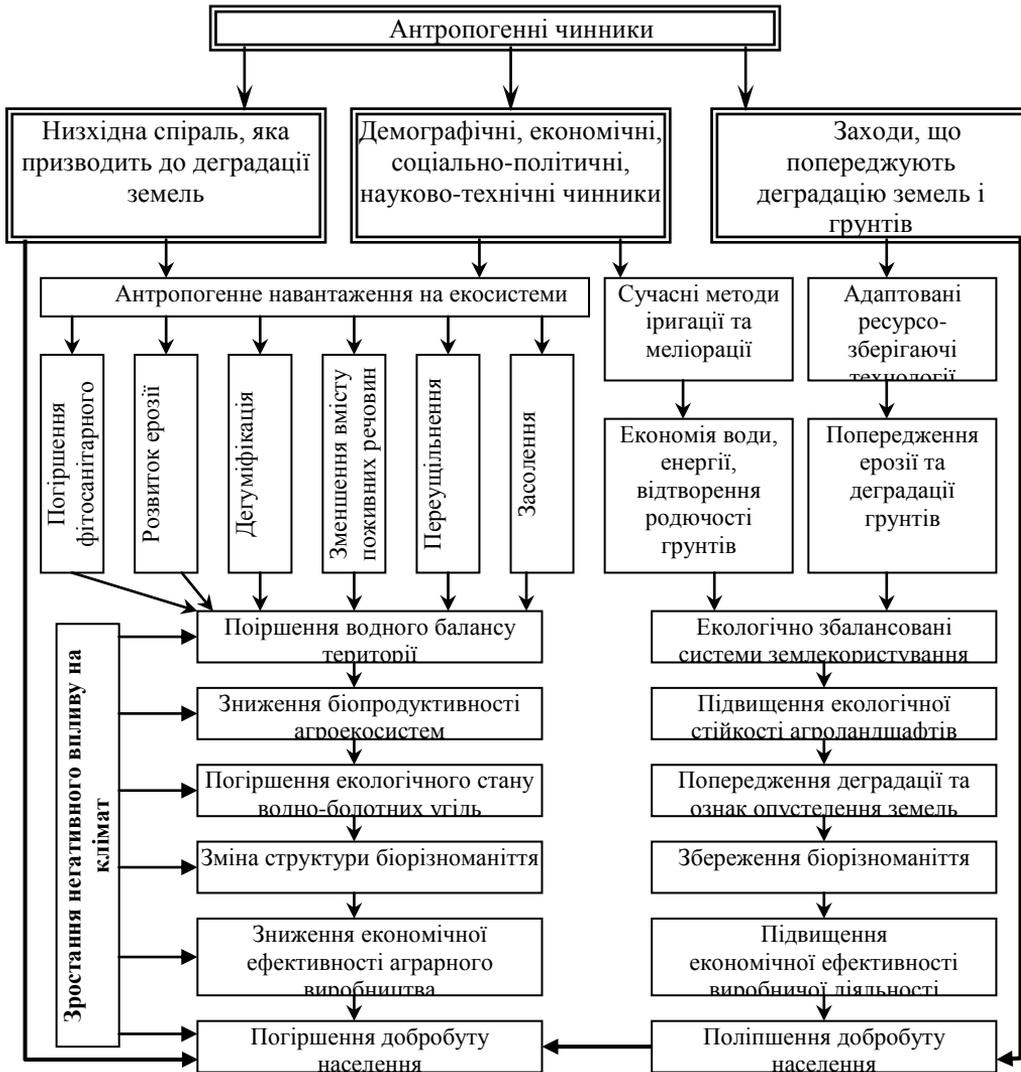 Антропогенні чинники
Низхідна спіраль, яка
призводить до деградації
земель
Демографічні, економічні,
соціально-політичні,
науково-технічні чинники
Заходи, що
попереджують
деградацію земель і
грунтів
Антропогенне навантаження на екосистеми
Сучасні методи
іригації та
меліорації
Адаптовані
ресурсо-
зберігаючі
технології
Погіршення
фітосанітарного
Розвиток ерозії
Дегуміфікація
Зменшення вмісту
поживних речовин
Переущільнення
Засолення
Економія води,
енергії,
відтворення
родючості
грунтів
Попередження
ерозії та
деградації
грунтів
Зростання негативного впливу на
клімат
Поіршення водного балансу
території
Зниження біопродуктивності
агроекосистем
Погіршення екологічного стану
водно-болотних угідь
Зміна структури біорізноманіття
Зниження економічної
ефективності аграрного
виробництва
Погіршення добробуту
населення
Екологічно збалансовані
системи землекористування
Підвищення екологічної
стійкості агроландшафтів
Попередження деградації та
ознак опустелення земель
Збереження біорізноманіття
Підвищення
економічної ефективності
виробничої діяльності
Поліпшення добробуту
населення